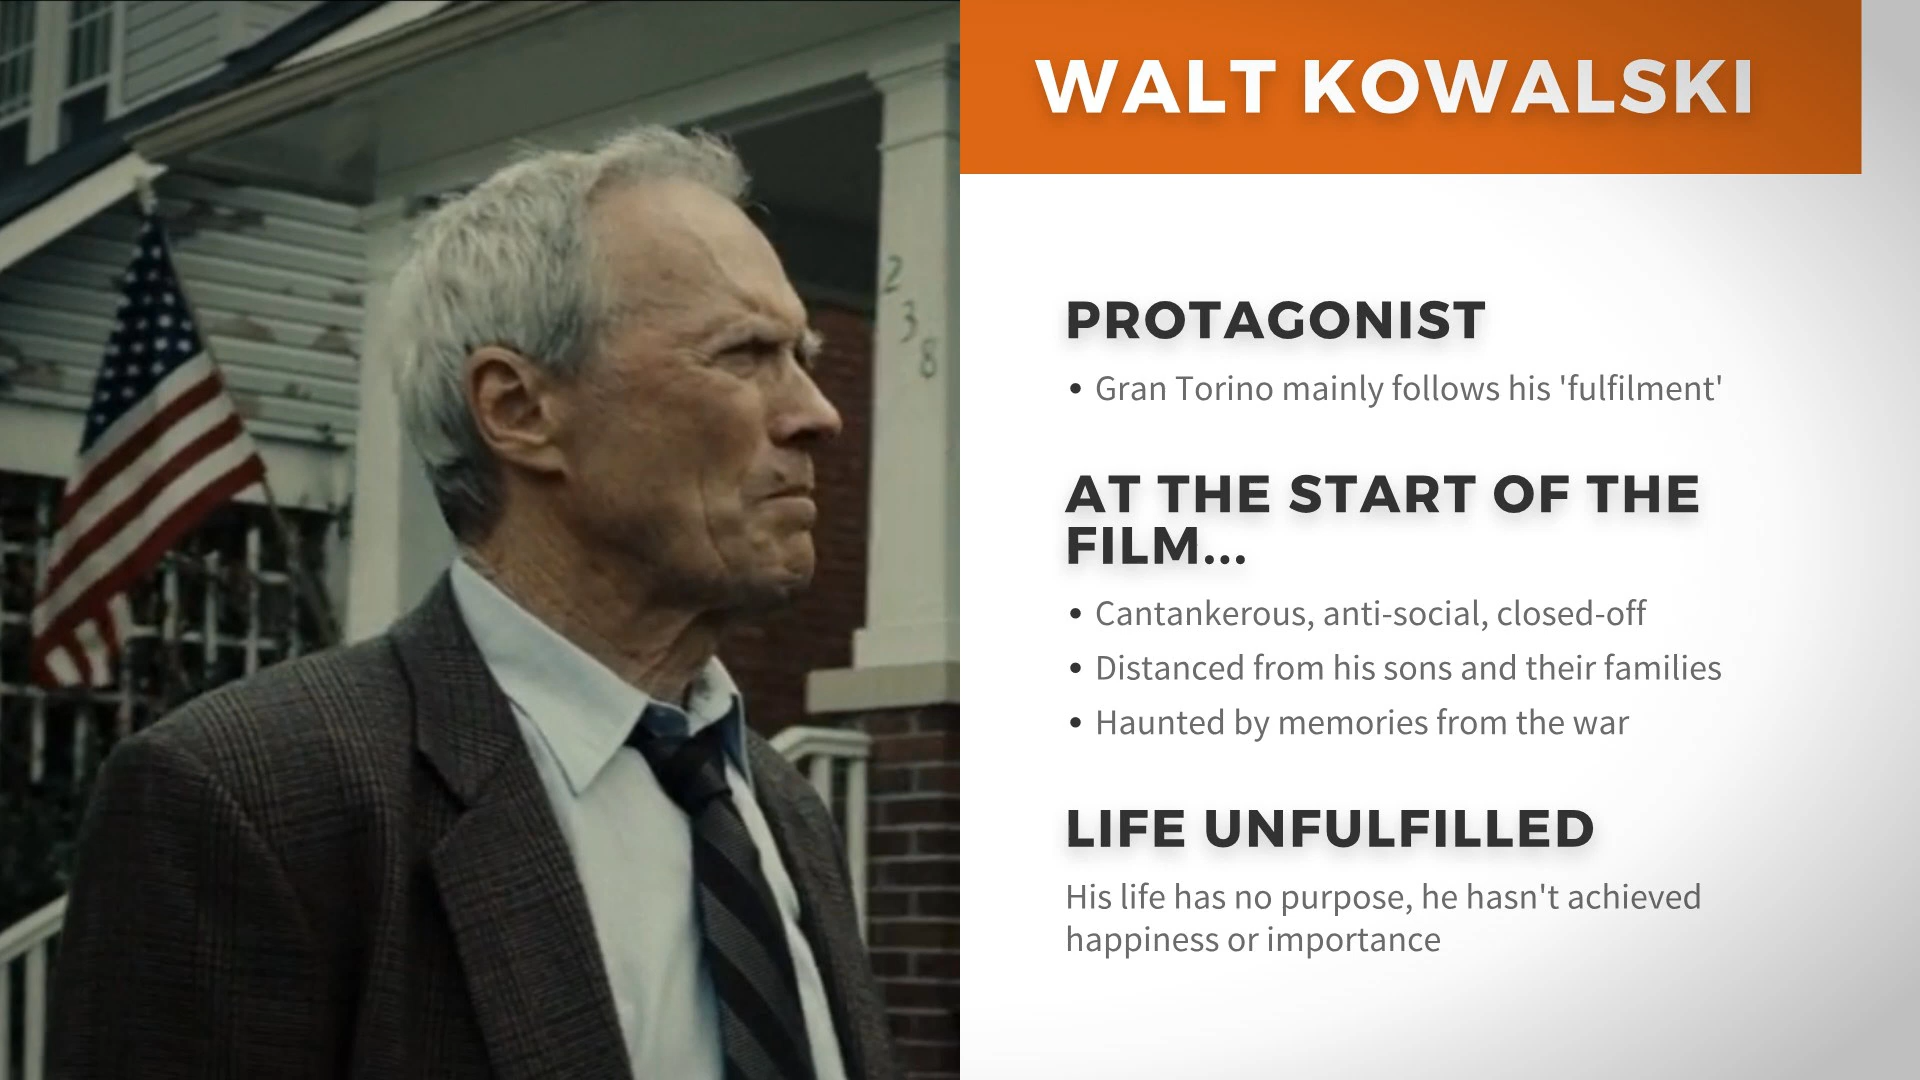 WALT KOWALSKI
238
PROTAGONIST
• Gran Torino mainly follows his 'fulfilment'
AT THE START OF THE
FILM...
• Cantankerous, anti-social, closed-off
• Distanced from his sons and their families
• Haunted by memories from the war
LIFE UNFULFILLED
His life has no purpose, he hasn't achieved
happiness or importance